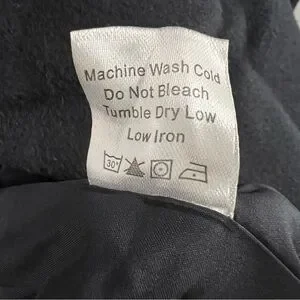 Machine Wash Cold
Do Not Bleach
Tumble Dry Low
Low Iron
30°